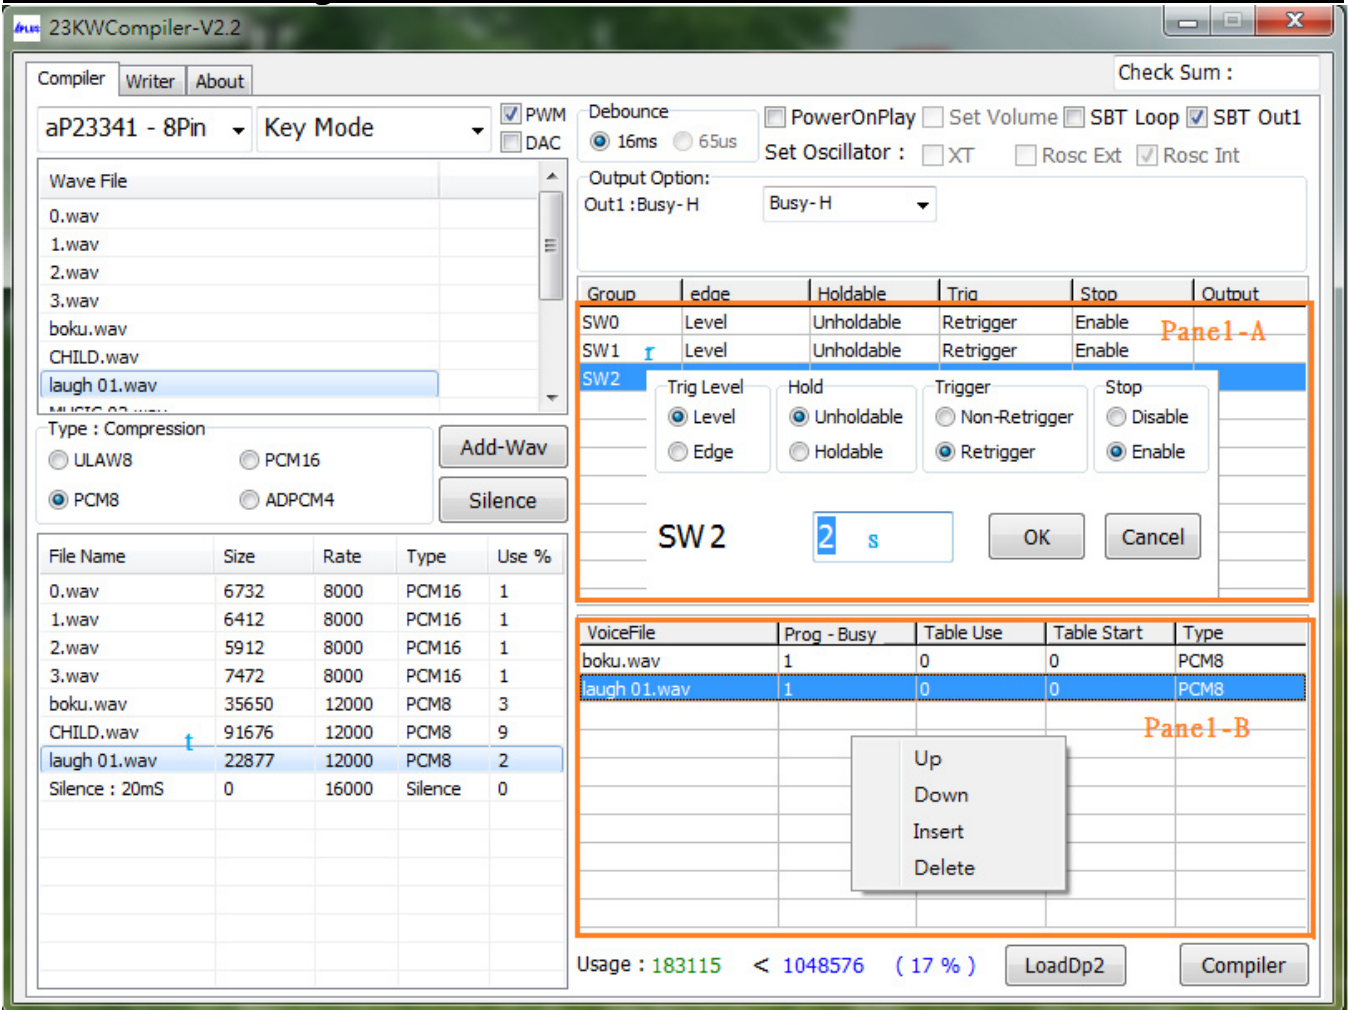 23KWCompiler-V2.2
Compiler Writer About
Check Sum :
aP23341 - 8Pin Key Mode PWM DAC
Debounce
16ms 65us
PowerOnPlay Set Volume SBT Loop SBT Out1
Set Oscillator : XT Rosc Ext Rosc Int
Output Option:
Out1 :Busy- H Busy- H
Wave File
0.wav
1.wav
2.wav
3.wav
boku.wav
CHILD.wav
laugh 01.wav
Type : Compression
ULAW8 PCM16
PCM8 ADPCM4
Add-Wav
Silence
File Name Size Rate Type Use %
0.wav 6732 8000 PCM16 1
1.wav 6412 8000 PCM16 1
2.wav 5912 8000 PCM16 1
3.wav 7472 8000 PCM16 1
boku.wav 35650 12000 PCM8 3
CHILD.wav 91676 12000 PCM8 9
t
laugh 01.wav 22877 12000 PCM8 2
Silence : 20mS 0 16000 Silence 0
Group edge Holdable Trig Stop Output
SW0 Level Unholdable Retrigger Enable
Panel-A
SW1 r Level Unholdable Retrigger Enable
SW2
Trig Level Hold Trigger Stop
Level Unholdable Non-Retrigger Disable
Edge Holdable Retrigger Enable
SW 2 2 s OK Cancel
VoiceFile Prog - Busy Table Use Table Start Type
boku.wav 1 0 0 PCM8
laugh 01.wav 1 0 0 PCM8
Panel-B
Up
Down
Insert
Delete
Usage : 183115 < 1048576 ( 17 % ) LoadDp2 Compiler